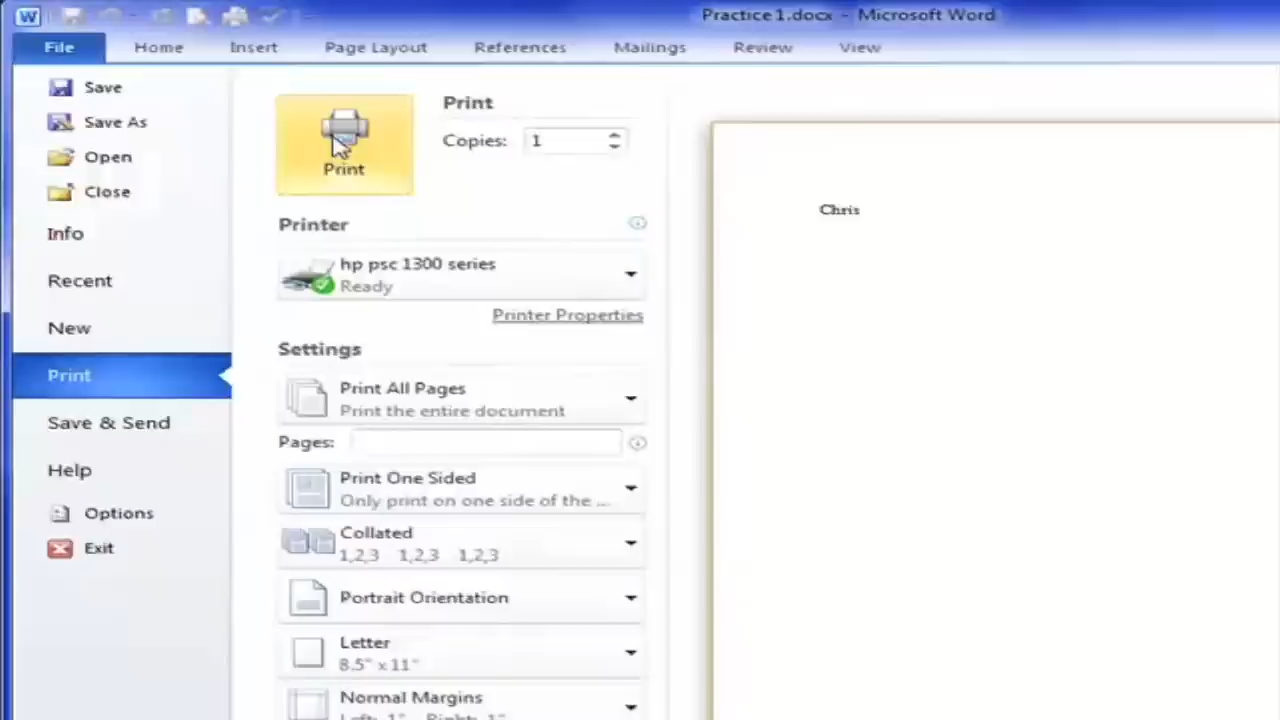 Practice 1.docx - Microsoft Word
File Home Insert Page Layout References Mailings Review View
Save
Save As
Open
Close
Info
Recent
New
Print
Save & Send
Help
Options
Exit
Print
Print
Copies: 1
Printer
hp psc 1300 series
Ready
Printer Properties
Settings
Print All Pages
Print the entire document
Pages:
Print One Sided
Only print on one side of the ...
Collated
1,2,3 1,2,3 1,2,3
Portrait Orientation
Letter
8.5" x 11"
Normal Margins
Left: 1" Right: 1"
Chris